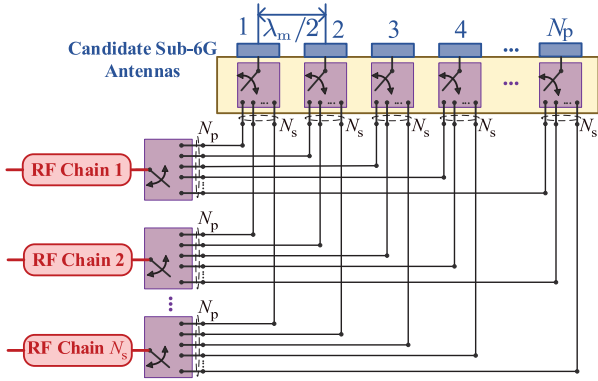 1 λₘ/2 2 3 4 ... Nₚ
Candidate Sub-6G
Antennas
...
... ... ... ... ...
Nₛ Nₛ Nₛ Nₛ Nₛ
Nₚ
RF Chain 1
...
Nₚ
RF Chain 2
...
...
Nₚ
RF Chain Nₛ
...